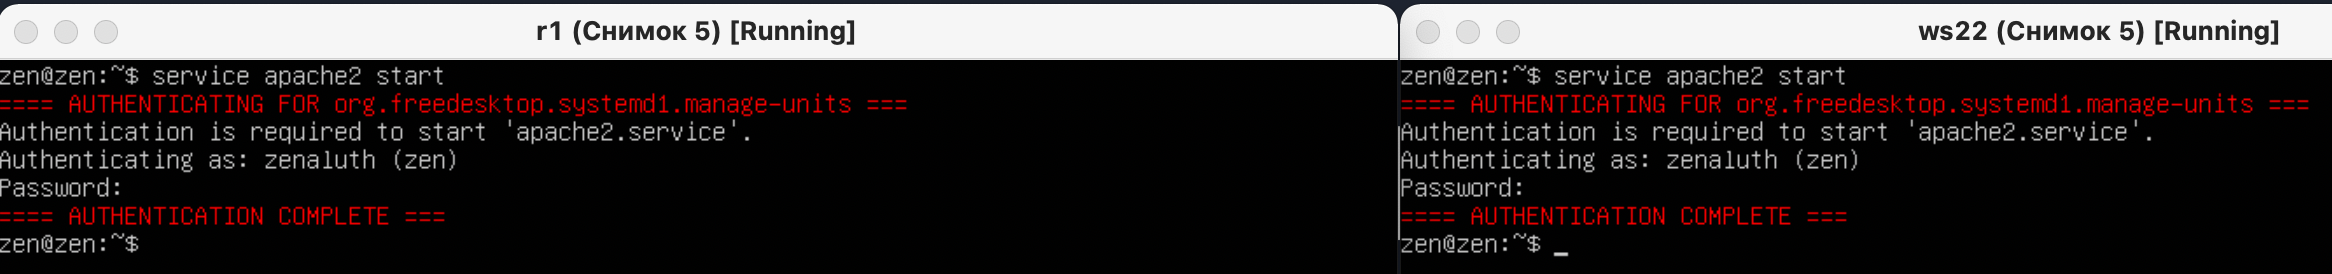 r1 (Снимок 5) [Running]
zen@zen:~$ service apache2 start
==== AUTHENTICATING FOR org.freedesktop.systemd1.manage-units ===
Authentication is required to start 'apache2.service'.
Authenticating as: zenaluth (zen)
Password:
==== AUTHENTICATION COMPLETE ===
zen@zen:~$
ws22 (Снимок 5) [Running]
zen@zen:~$ service apache2 start
==== AUTHENTICATING FOR org.freedesktop.systemd1.manage-units ===
Authentication is required to start 'apache2.service'.
Authenticating as: zenaluth (zen)
Password:
==== AUTHENTICATION COMPLETE ===
zen@zen:~$ _